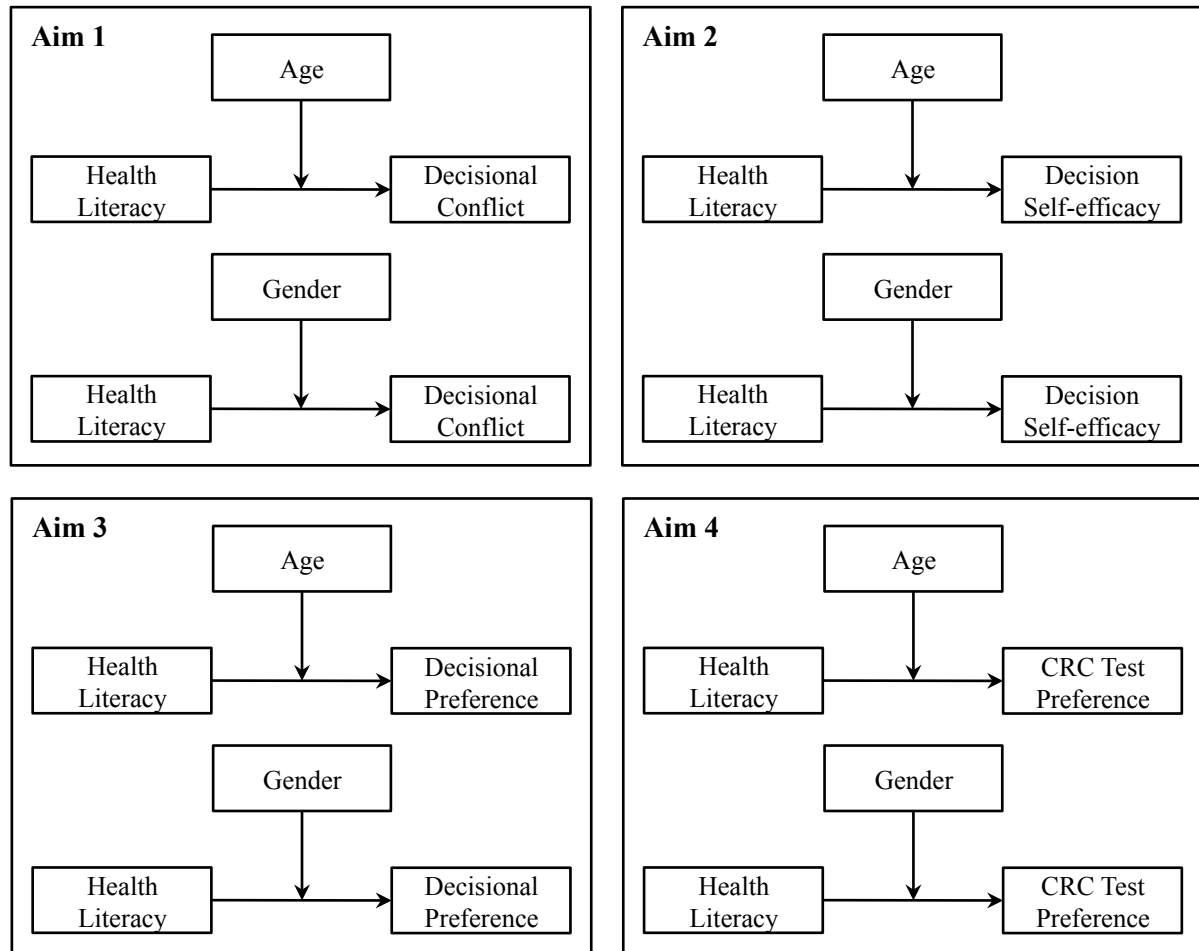 Aim 1
Age
Health
Literacy
Decisional
Conflict
Gender
Health
Literacy
Decisional
Conflict
Aim 2
Age
Health
Literacy
Decision
Self-efficacy
Gender
Health
Literacy
Decision
Self-efficacy
Aim 3
Age
Health
Literacy
Decisional
Preference
Gender
Health
Literacy
Decisional
Preference
Aim 4
Age
Health
Literacy
CRC Test
Preference
Gender
Health
Literacy
CRC Test
Preference